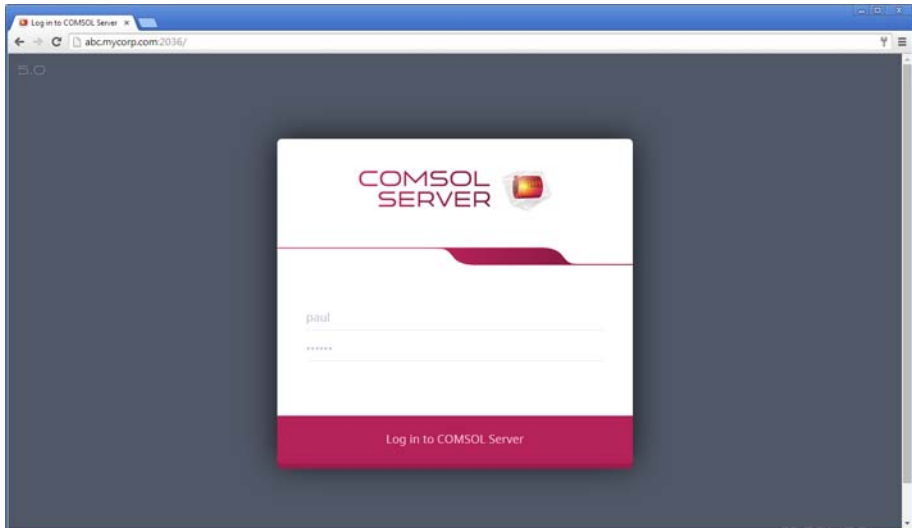 Log in to COMSOL Server
abc.mycorp.com:2036/
5.0
COMSOL
SERVER
paul
••••••
Log in to COMSOL Server